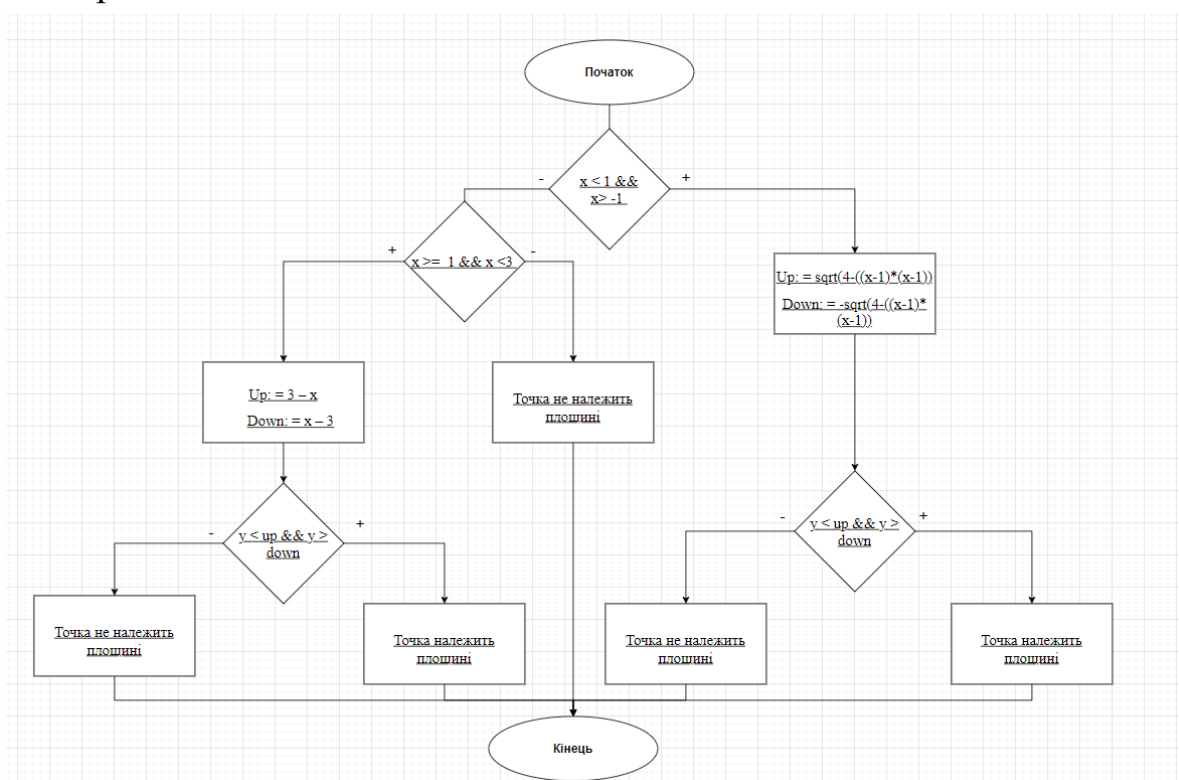 Початок
x < 1 &&
x> -1
-
+
x >=  1 && x <3
+
-
Up: = sqrt(4-((x-1)*(x-1))
Down: = -sqrt(4-((x-1)*
(x-1))
Up: = 3 – x
Down: = x – 3
Точка не належить
площині
y < up && y >
down
-
+
y < up && y >
down
-
+
Точка не належить
площині
Точка належить
площині
Точка не належить
площині
Точка належить
площині
Кінець